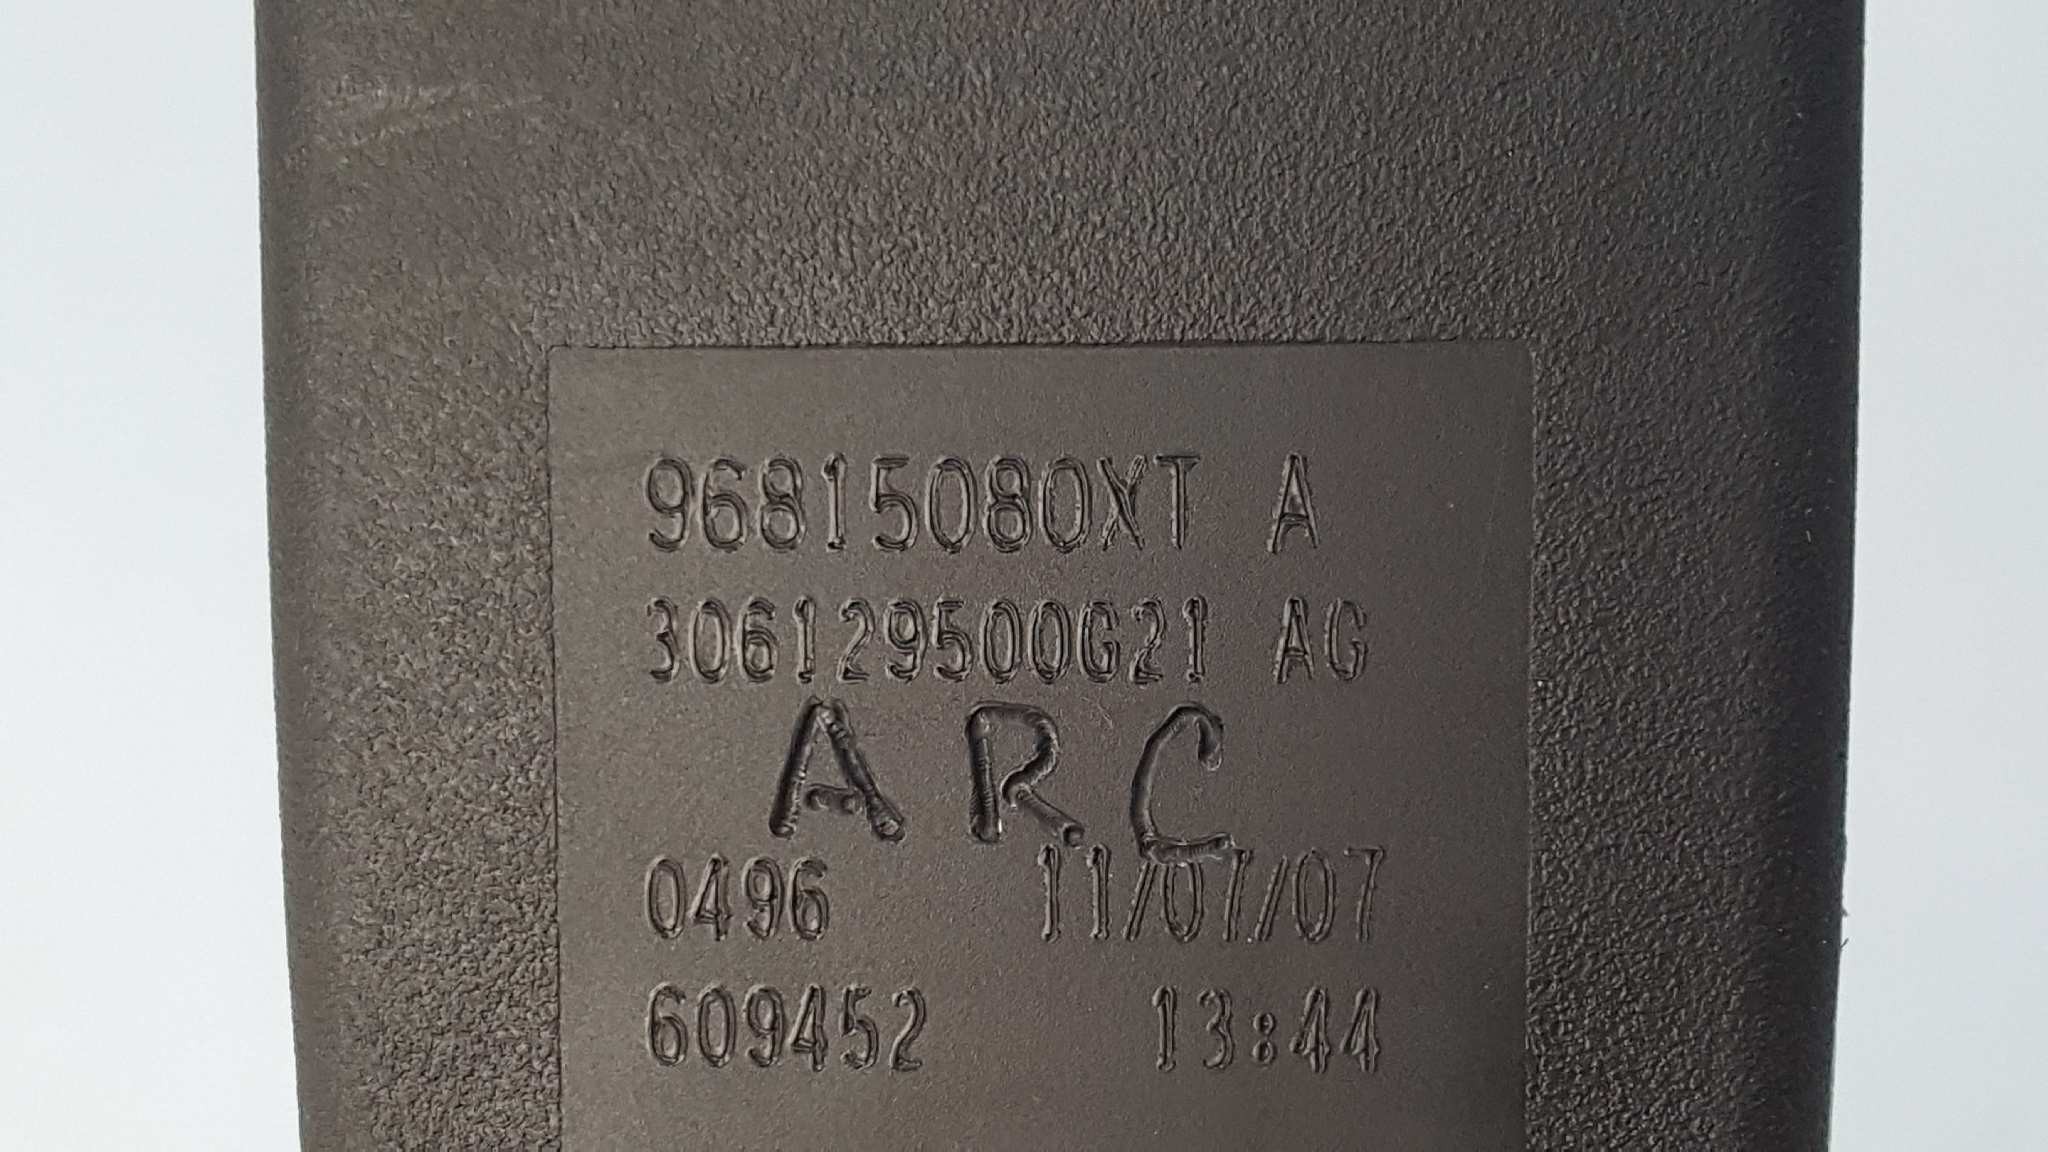 96815080XT A
306129500G21 AG
ARC
0496 11/07/07
609452 13:44